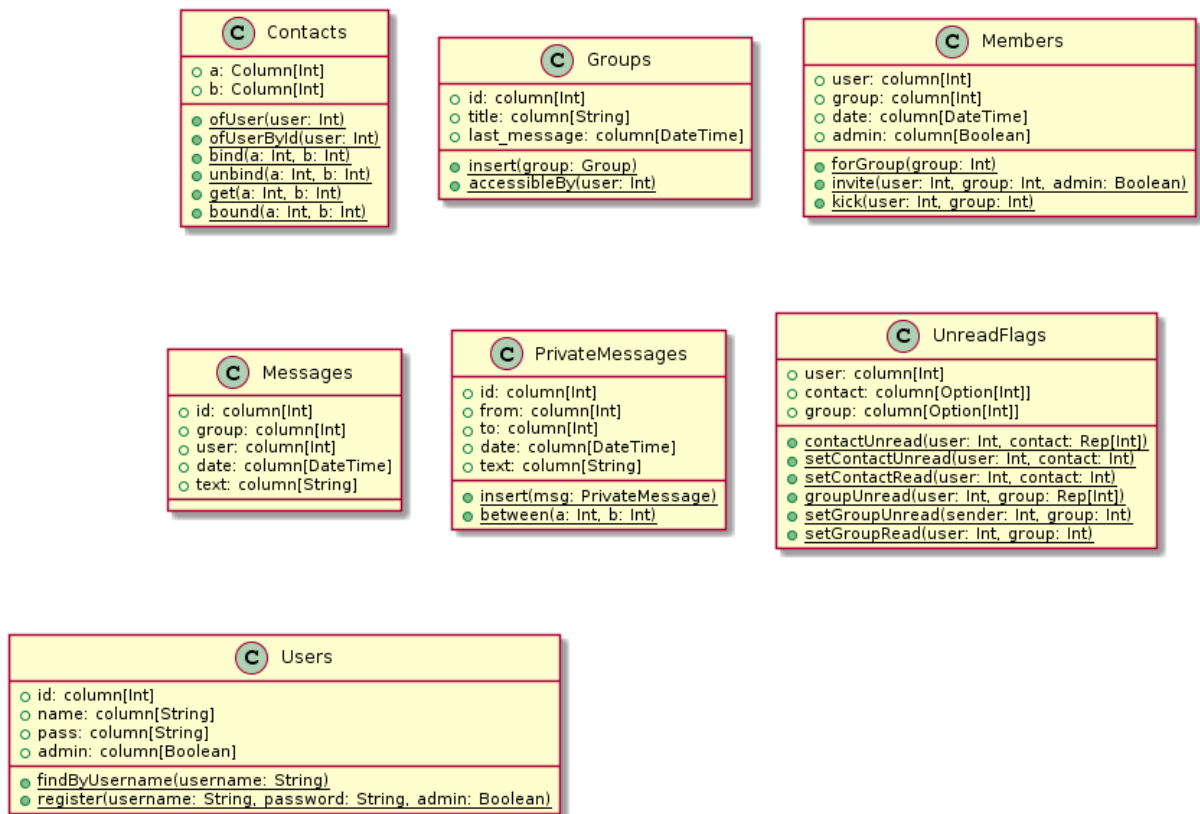 C Contacts
a: Column[Int]
b: Column[Int]
ofUser(user: Int)
ofUserById(user: Int)
bind(a: Int, b: Int)
unbind(a: Int, b: Int)
get(a: Int, b: Int)
bound(a: Int, b: Int)
C Groups
id: column[Int]
title: column[String]
last_message: column[DateTime]
insert(group: Group)
accessibleBy(user: Int)
C Members
user: column[Int]
group: column[Int]
date: column[DateTime]
admin: column[Boolean]
forGroup(group: Int)
invite(user: Int, group: Int, admin: Boolean)
kick(user: Int, group: Int)
C Messages
id: column[Int]
group: column[Int]
user: column[Int]
date: column[DateTime]
text: column[String]
C PrivateMessages
id: column[Int]
from: column[Int]
to: column[Int]
date: column[DateTime]
text: column[String]
insert(msg: PrivateMessage)
between(a: Int, b: Int)
C UnreadFlags
user: column[Int]
contact: column[Option[Int]]
group: column[Option[Int]]
contactUnread(user: Int, contact: Rep[Int])
setContactUnread(user: Int, contact: Int)
setContactRead(user: Int, contact: Int)
groupUnread(user: Int, group: Rep[Int])
setGroupUnread(sender: Int, group: Int)
setGroupRead(user: Int, group: Int)
C Users
id: column[Int]
name: column[String]
pass: column[String]
admin: column[Boolean]
findByUsername(username: String)
register(username: String, password: String, admin: Boolean)